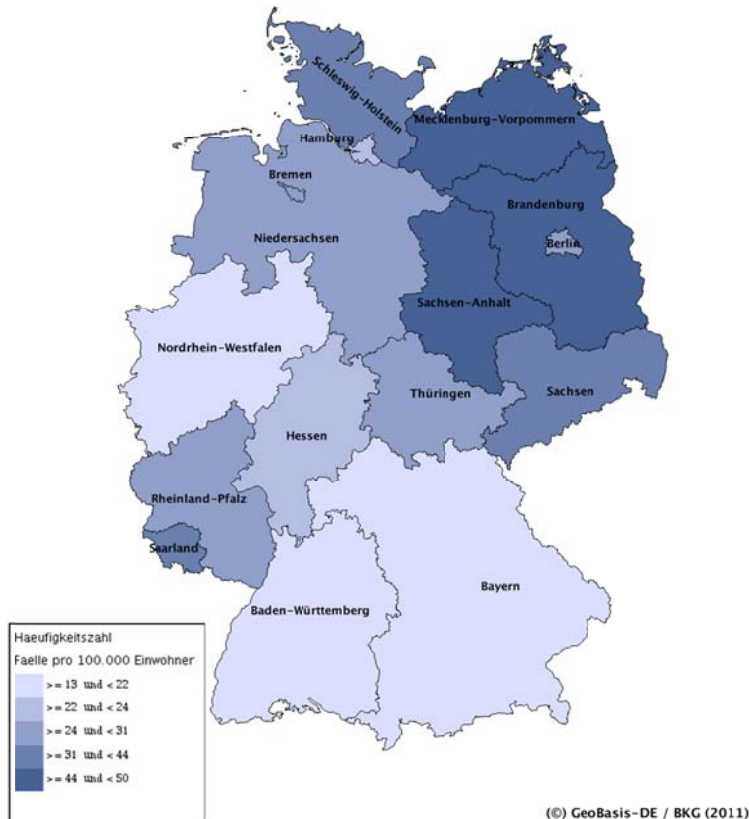 Schleswig-Holstein
Mecklenburg-Vorpommern
Hamburg
Bremen
Brandenburg
Niedersachsen
Berlin
Sachsen-Anhalt
Nordrhein-Westfalen
Thüringen
Sachsen
Hessen
Rheinland-Pfalz
Saarland
Bayern
Baden-Württemberg
Haeufigkeitszahl
Faelle pro 100.000 Einwohner
>= 13 und < 22
>= 22 und < 24
>= 24 und < 31
>= 31 und < 44
>= 44 und < 50
(©) GeoBasis-DE / BKG (2011)